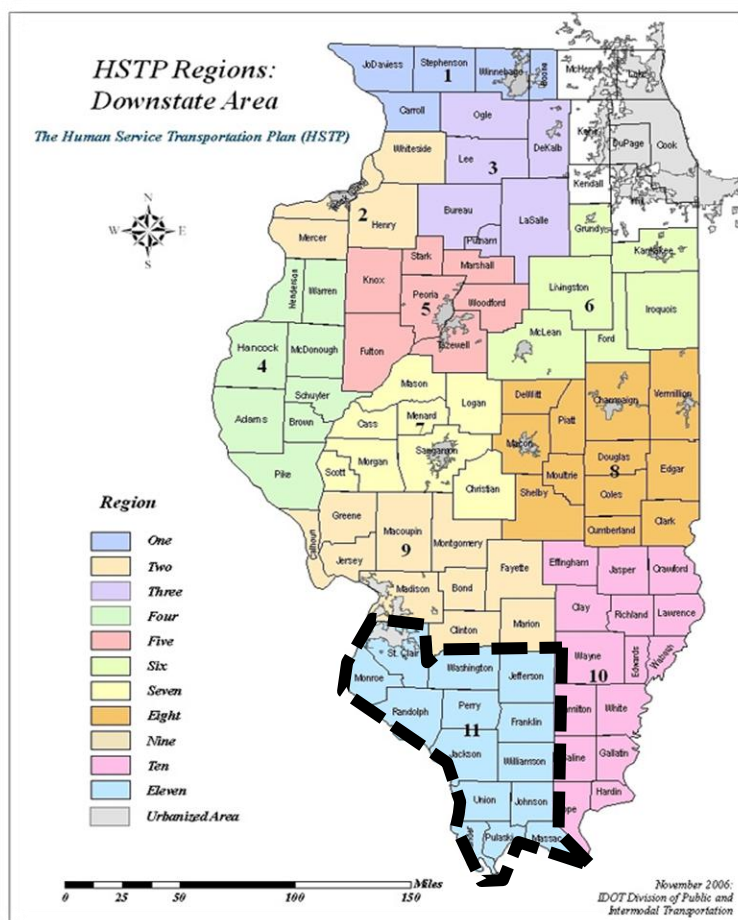 HSTP Regions:
Downstate Area
The Human Service Transportation Plan (HSTP)
JoDaviess
Stephenson
Winnebago
Boone
McHenry
Lake
1
Carroll
Ogle
DeKalb
Kane
DuPage
Cook
Whiteside
Lee
3
Kendall
Will
2
Henry
Bureau
LaSalle
Grundy
Mercer
Putnam
Kankakee
N
W
E
S
Stark
Marshall
Henderson
Warren
Knox
Peoria
5
Woodford
Livingston
6
Iroquois
Hancock
McDonough
Fulton
Tazewell
McLean
Ford
4
Mason
Schuyler
Logan
DeWitt
Champaign
Vermillion
Adams
Brown
Cass
Menard
7
Piatt
Macon
Sangamon
Douglas
8
Edgar
Pike
Scott
Morgan
Christian
Moultrie
Shelby
Coles
Cumberland
Clark
Greene
Macoupin
9
Montgomery
Calhoun
Jersey
Fayette
Effingham
Jasper
Crawford
Madison
Bond
Clay
Richland
Lawrence
Clinton
Marion
St. Clair
Washington
Jefferson
Wayne
10
Edwards
Wabash
Monroe
Randolph
Perry
11
Franklin
White
Jackson
Williamson
Gallatin
Union
Johnson
Hardin
Pulaski
Massac
Region
One
Two
Three
Four
Five
Six
Seven
Eight
Nine
Ten
Eleven
Urbanized Area
Miles
0 25 50 100 150
November 2006:
IDOT Division of Public and
Intermodal Transportation